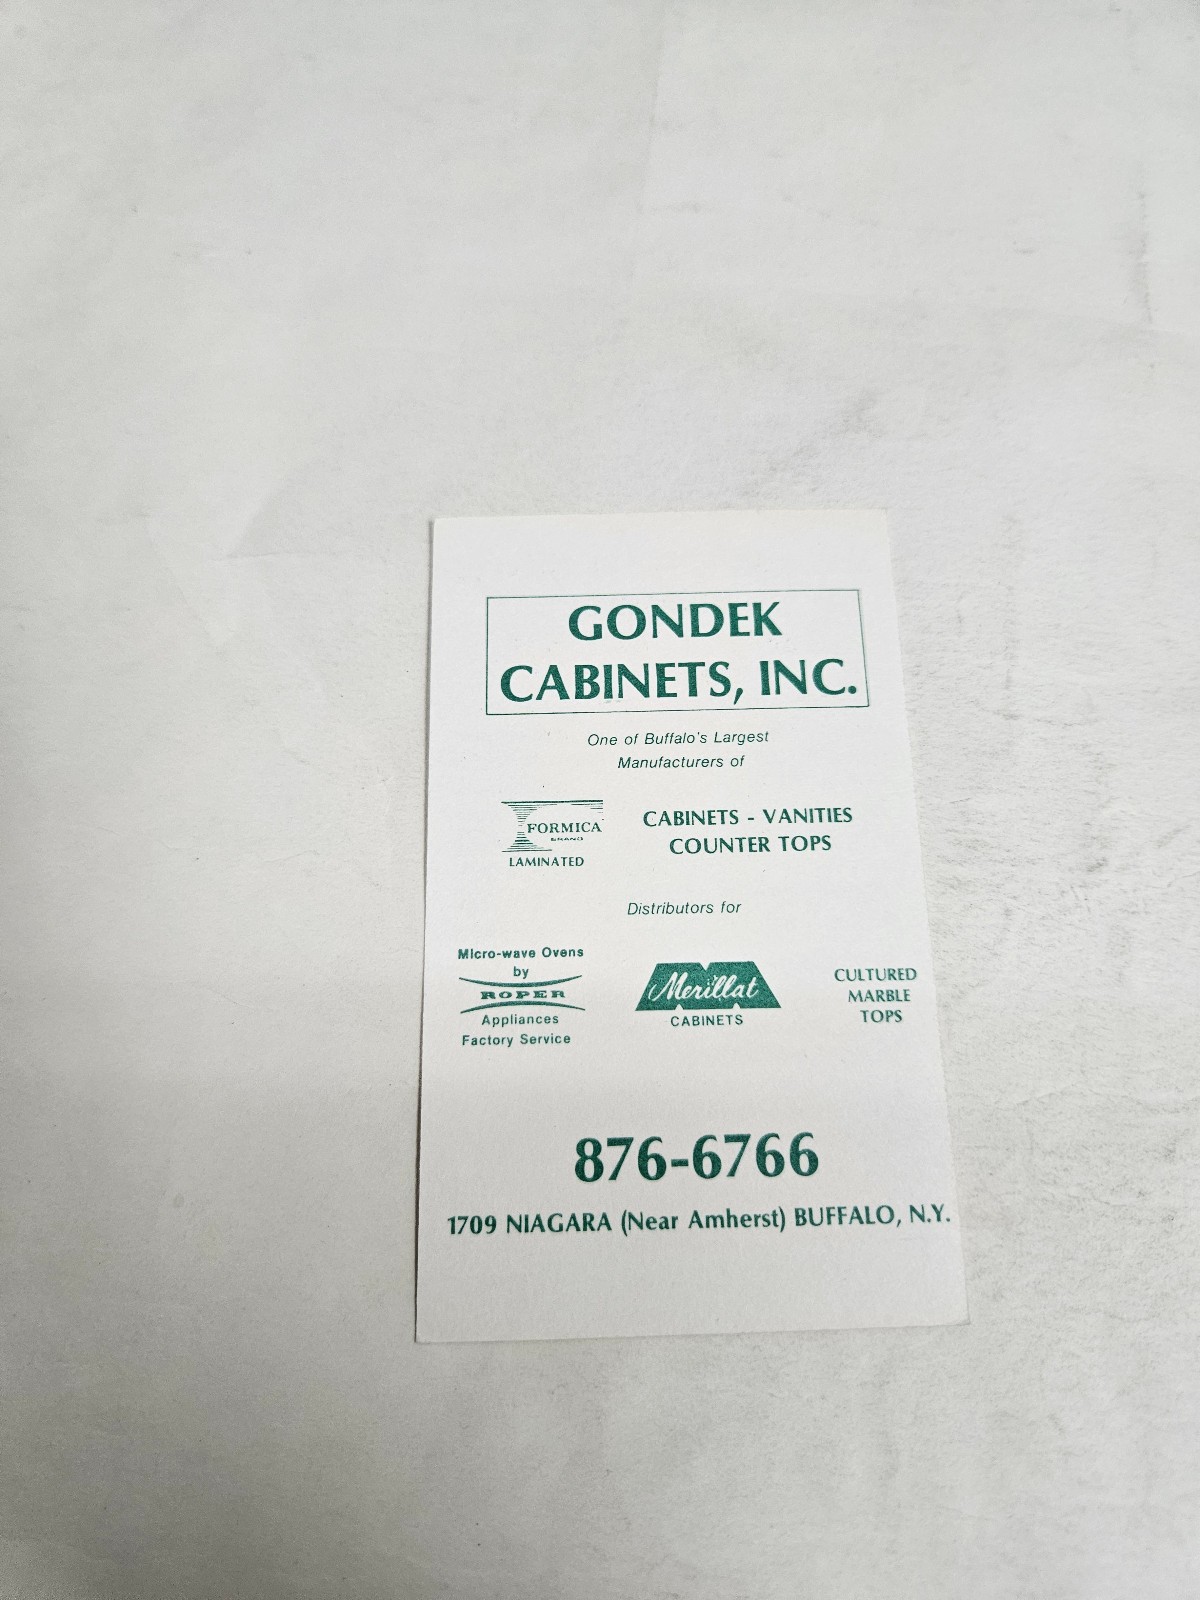 GONDEK
CABINETS, INC.
One of Buffalo's Largest
Manufacturers of
FORMICA
BRAND
LAMINATED
CABINETS - VANITIES
COUNTER TOPS
Distributors for
Micro-wave Ovens
by
ROPER
Appliances
Factory Service
Merillat
CABINETS
CULTURED
MARBLE
TOPS
876-6766
1709 NIAGARA (Near Amherst) BUFFALO, N.Y.